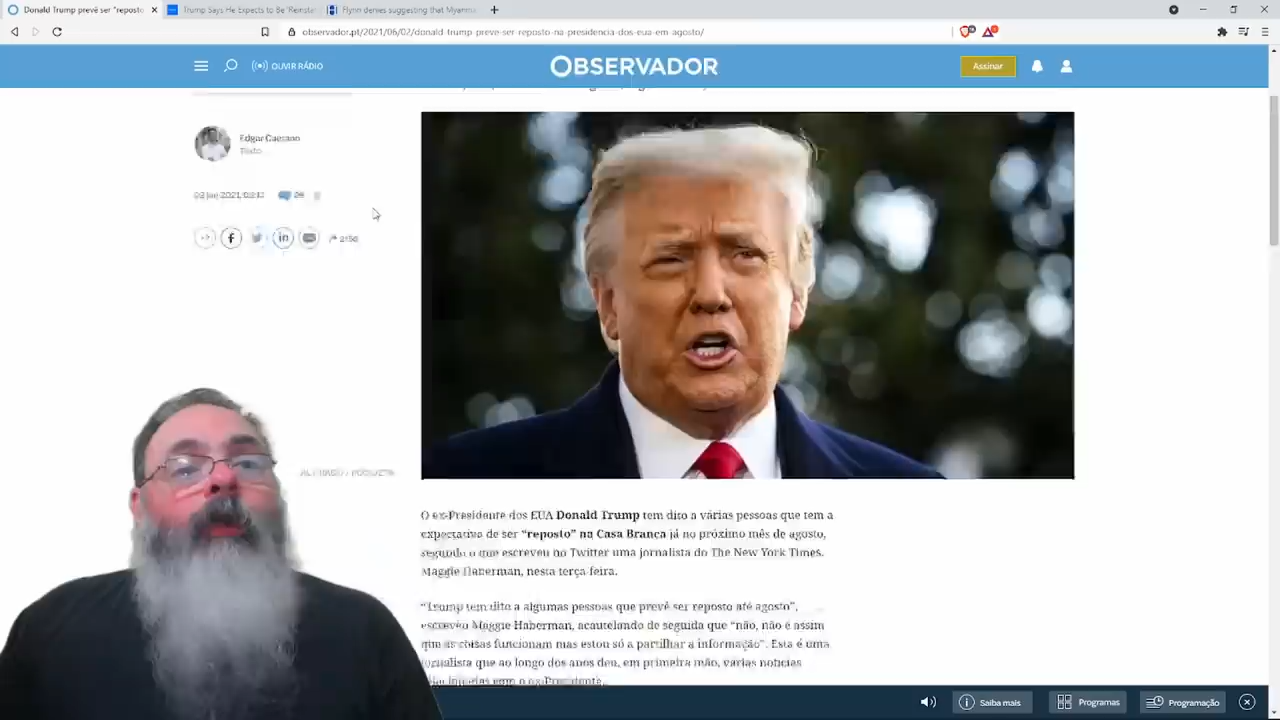 Donald Trump prevê ser "reposto
Trump Says He Expects to Be 'Reinstat
Flynn denies suggesting that Myanma
observador.pt/2021/06/02/donald-trump-preve-ser-reposto-na-presidencia-dos-eua-em-agosto/
OUVIR RÁDIO
OBSERVADOR
Assinar
Edgar Caetano
Texto
2156
O ex-Presidente dos EUA Donald Trump tem dito a várias pessoas que tem a
expectativa de ser "reposto" na Casa Branca já no próximo mês de agosto,
segundo o que escreveu no Twitter uma jornalista do The New York Times.
Maggie Haberman, nesta terça-feira.
"Trump tem dito a algumas pessoas que prevê ser reposto até agosto",
escreveu Maggie Haberman, acautelando de seguida que "não, não é assim
que as coisas funcionam mas estou só a partilhar a informação". Esta é uma
jornalista que ao longo dos anos deu, em primeira mão, várias notícias
com o ex-Presidente.
Saiba mais
Programas
Programação